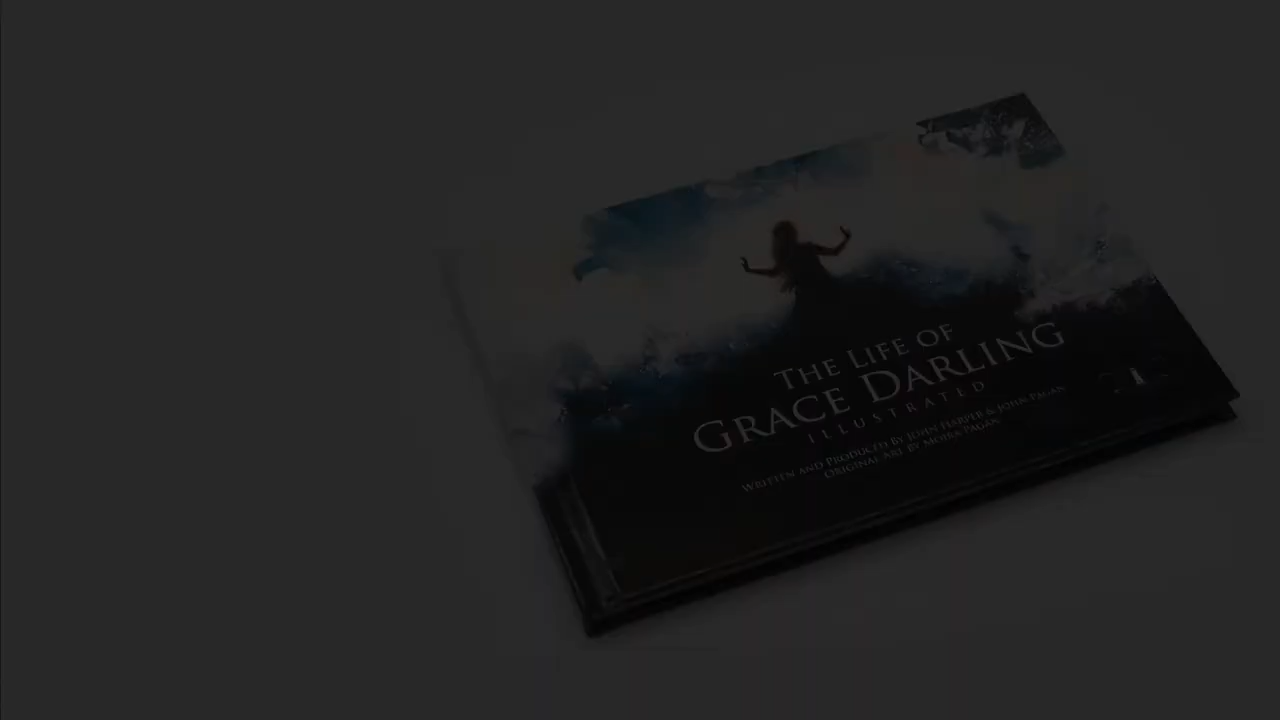 THE LIFE OF
GRACE DARLING
ILLUSTRATED
WRITTEN AND PRODUCED BY JOHN HARPER & JOHN PAGAN
ORIGINAL ART BY MOIRA PAGAN